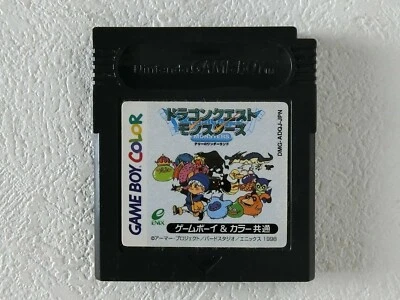 Nintendo GAME BOY
ドラゴンクエスト
モンスターズ
テリーのワンダーランド
DMG-ADQJ-JPN
GAME BOY COLOR
ENIX
ゲームボーイ & カラー 共通
©アーマープロジェクト/バードスタジオ/エニックス 1998